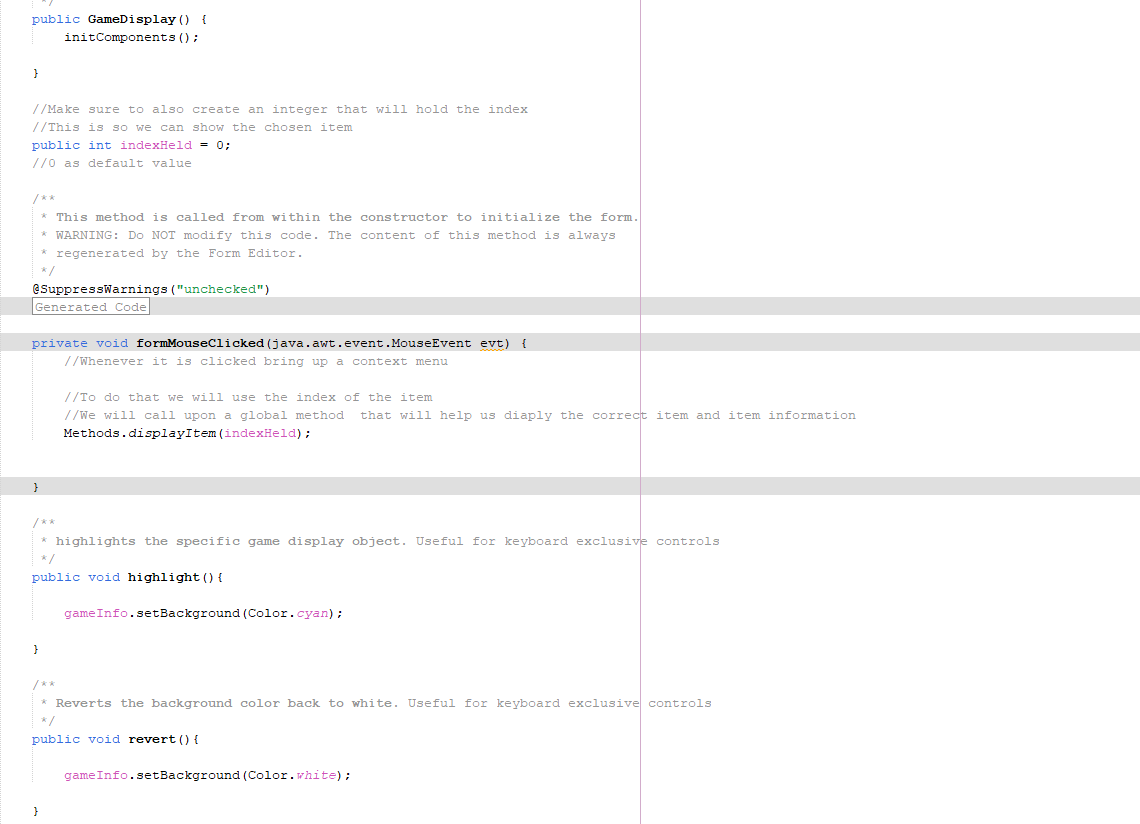 */
public GameDisplay() {
initComponents();
}
//Make sure to also create an integer that will hold the index
//This is so we can show the chosen item
public int indexHeld = 0;
//0 as default value
/**
* This method is called from within the constructor to initialize the form.
* WARNING: Do NOT modify this code. The content of this method is always
* regenerated by the Form Editor.
*/
@SuppressWarnings("unchecked")
Generated Code
private void formMouseClicked(java.awt.event.MouseEvent evt) {
//Whenever it is clicked bring up a context menu
//To do that we will use the index of the item
//We will call upon a global method  that will help us diaply the correct item and item information
Methods.displayItem(indexHeld);
}
/**
* highlights the specific game display object. Useful for keyboard exclusive controls
*/
public void highlight(){
gameInfo.setBackground(Color.cyan);
}
/**
* Reverts the background color back to white. Useful for keyboard exclusive controls
*/
public void revert(){
gameInfo.setBackground(Color.white);
}